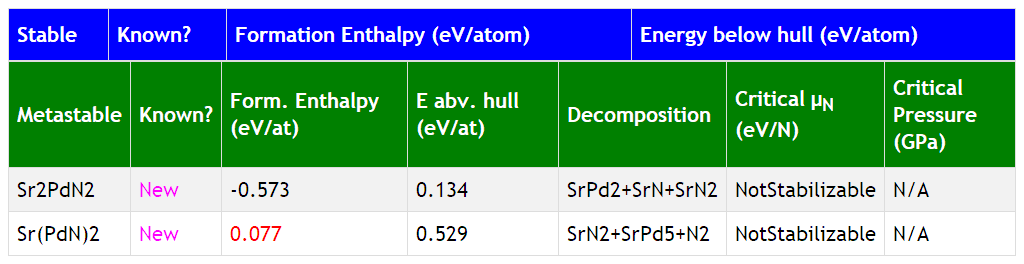 Stable Known? Formation Enthalpy (eV/atom) Energy below hull (eV/atom)
Metastable Known? Form. Enthalpy (eV/at) E abv. hull (eV/at) Decomposition Critical μN (eV/N) Critical Pressure (GPa)
Sr2PdN2 New -0.573 0.134 SrPd2+SrN+SrN2 NotStabilizable N/A
Sr(PdN)2 New 0.077 0.529 SrN2+SrPd5+N2 NotStabilizable N/A